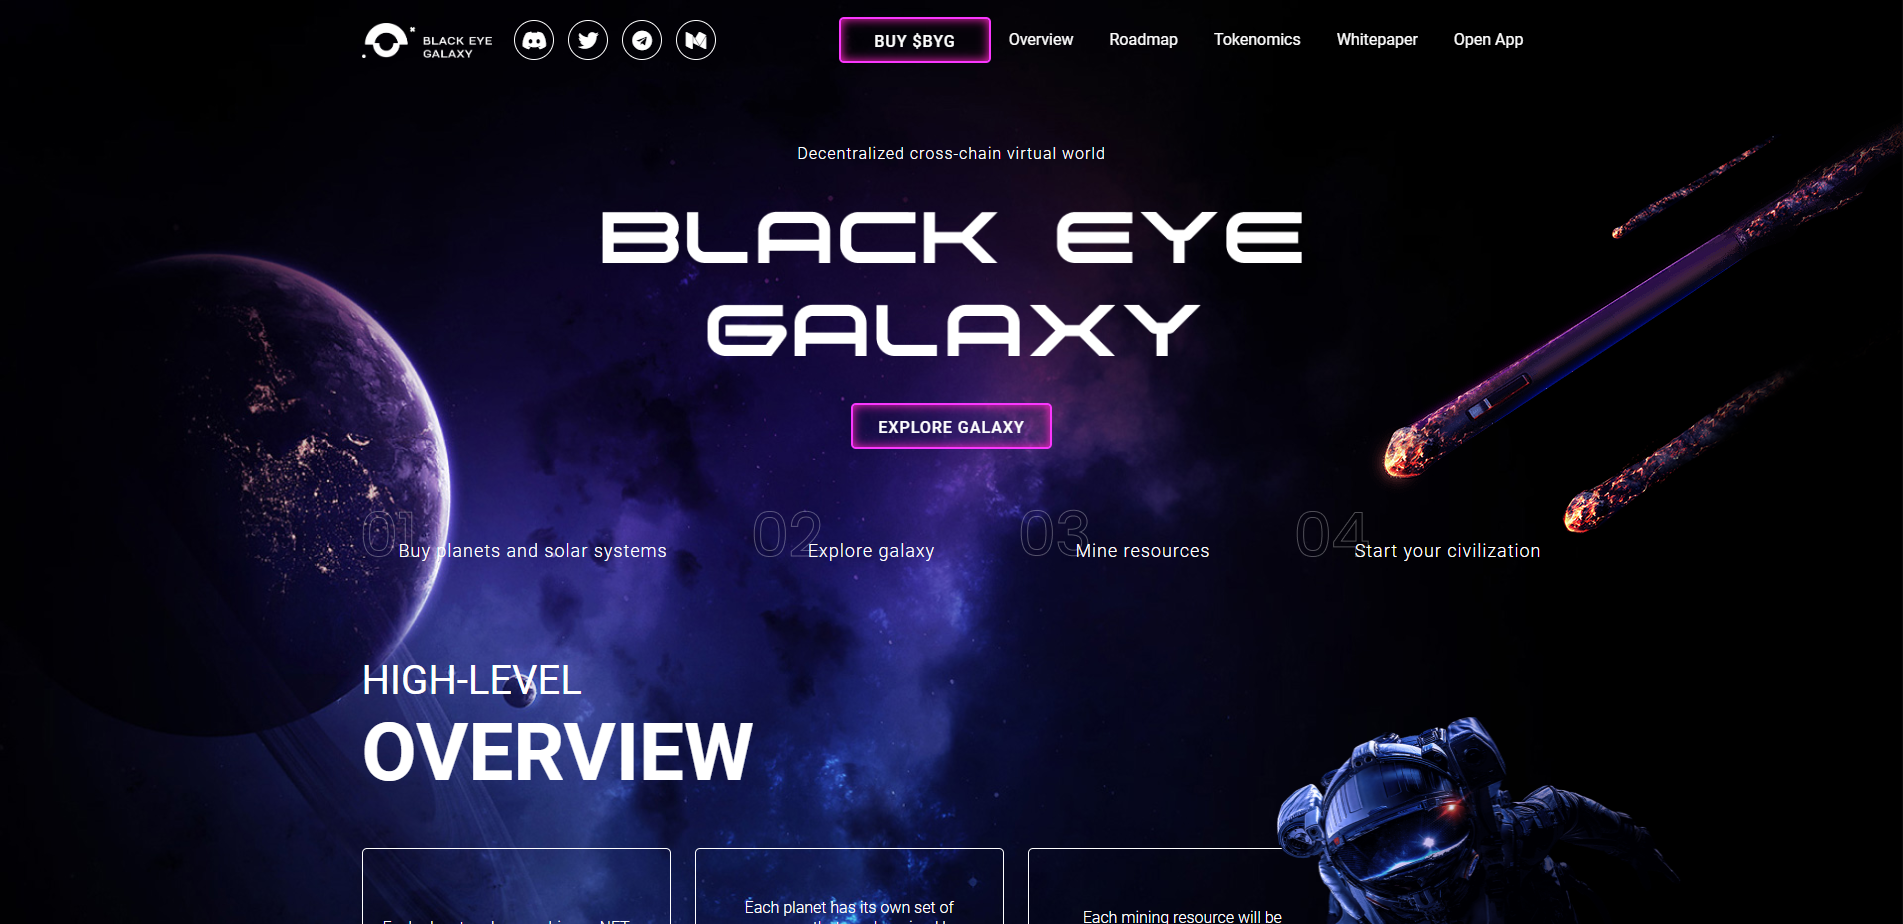 BLACK EYE
GALAXY
BUY $BYG
Overview
Roadmap
Tokenomics
Whitepaper
Open App
Decentralized cross-chain virtual world
BLACK EYE
GALAXY
EXPLORE GALAXY
01
Buy planets and solar systems
02
Explore galaxy
03
Mine resources
04
Start your civilization
HIGH-LEVEL
OVERVIEW
Each planet has its own set of
Each mining resource will be